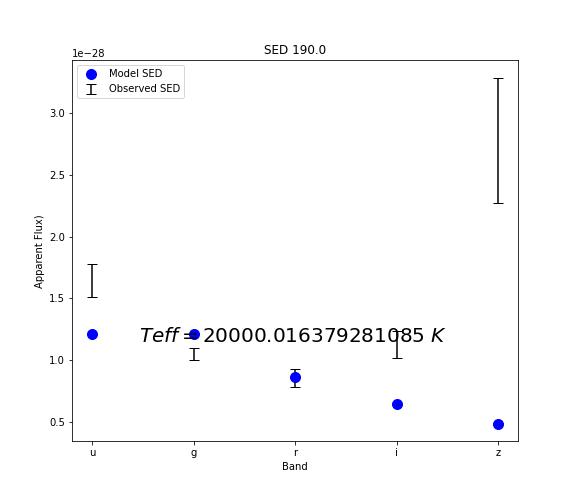 SED 190.0
1e−28
Model SED
Observed SED
3.0
2.5
2.0
1.5
1.0
0.5
Apparent Flux)
Teff = 20000.016379281085 K
u g r i z
Band